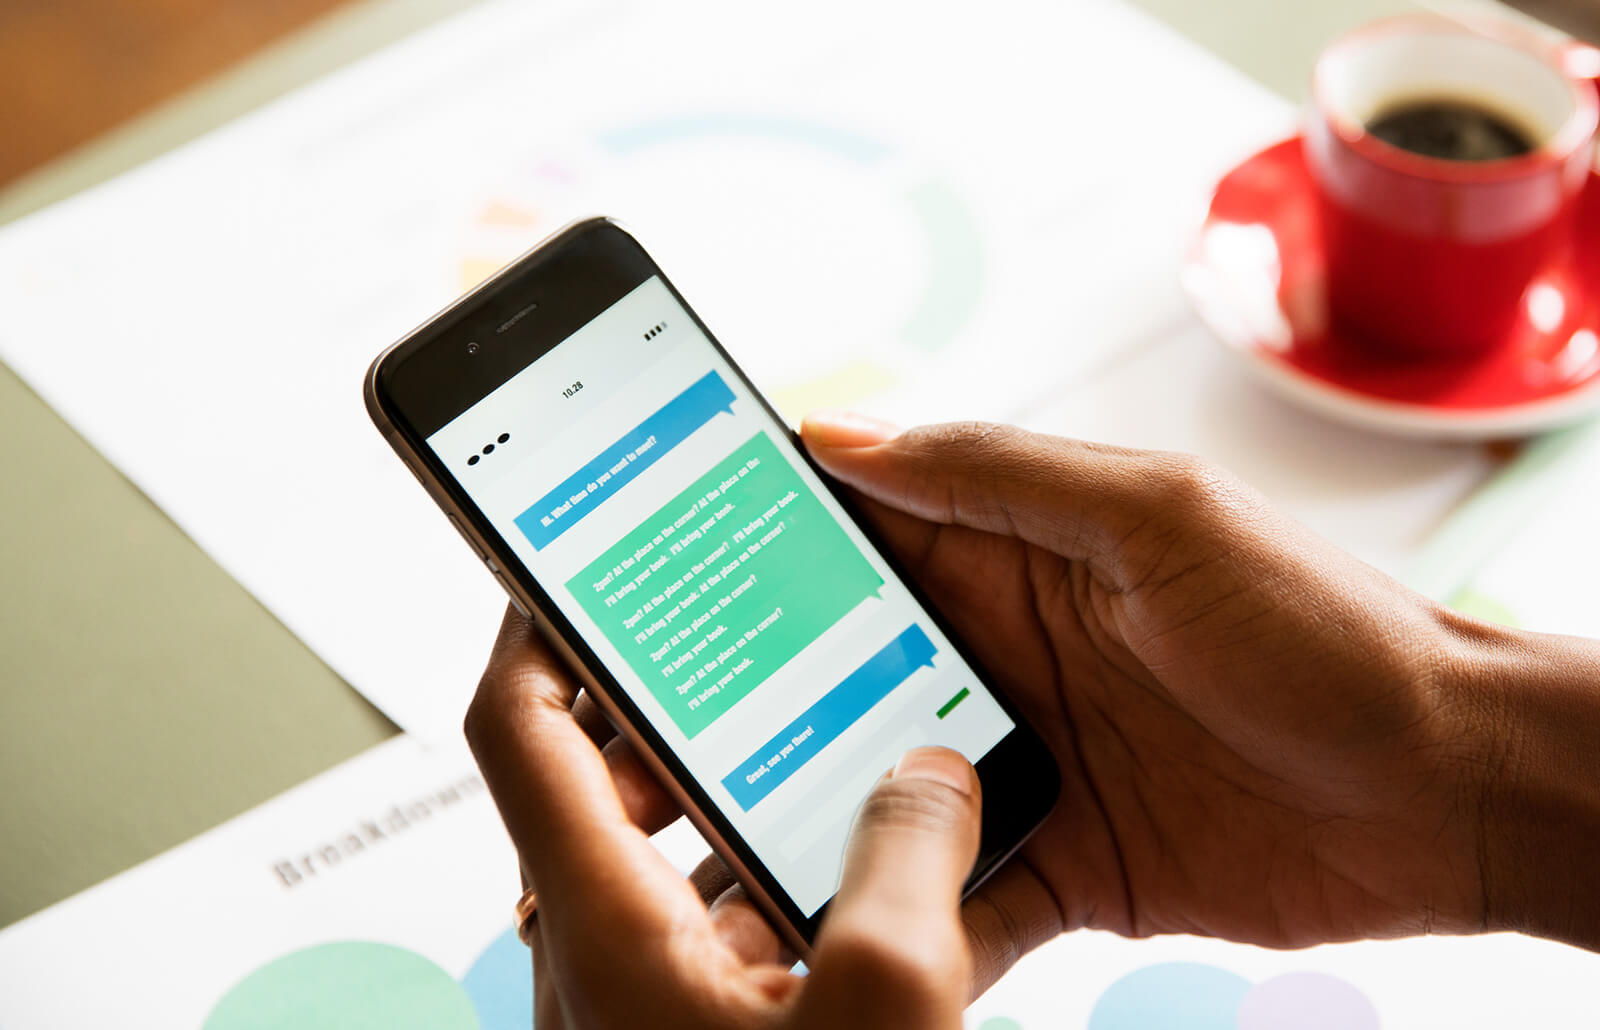 10.28
Hi. What time do you want to meet?
2pm? At the place on the corner? At the place on the
I'll bring your book. I'll bring your book.
2pm? At the place on the corner? I'll bring your book.
I'll bring your book. At the place on the corner?
2pm? At the place on the corner?
I'll bring your book.
2pm? At the place on the corner?
I'll bring your book.
Great, see you there!
Breakdown